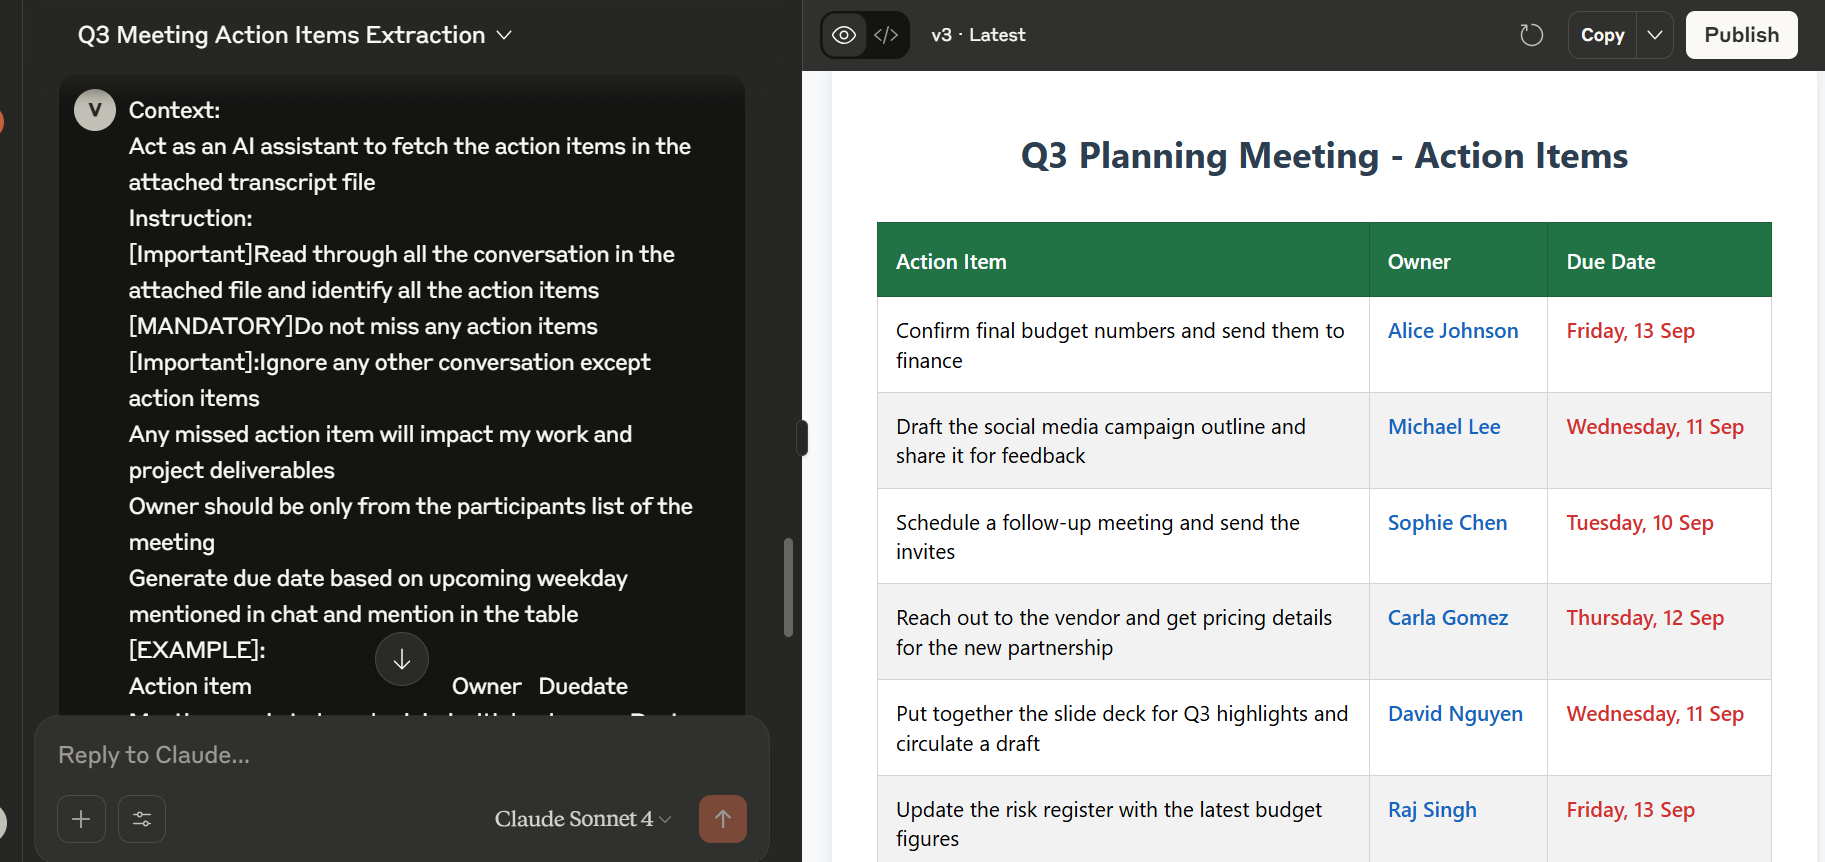 Q3 Meeting Action Items Extraction
V
Context:
Act as an AI assistant to fetch the action items in the
attached transcript file
Instruction:
[Important]Read through all the conversation in the
attached file and identify all the action items
[MANDATORY]Do not miss any action items
[Important]:Ignore any other conversation except
action items
Any missed action item will impact my work and
project deliverables
Owner should be only from the participants list of the
meeting
Generate due date based on upcoming weekday
mentioned in chat and mention in the table
[EXAMPLE]:
Action item Owner Duedate
Reply to Claude...
Claude Sonnet 4
</> v3 · Latest
Copy
Publish
Q3 Planning Meeting - Action Items
Action Item Owner Due Date
Confirm final budget numbers and send them to Alice Johnson Friday, 13 Sep
finance
Draft the social media campaign outline and Michael Lee Wednesday, 11 Sep
share it for feedback
Schedule a follow-up meeting and send the Sophie Chen Tuesday, 10 Sep
invites
Reach out to the vendor and get pricing details Carla Gomez Thursday, 12 Sep
for the new partnership
Put together the slide deck for Q3 highlights and David Nguyen Wednesday, 11 Sep
circulate a draft
Update the risk register with the latest budget Raj Singh Friday, 13 Sep
figures